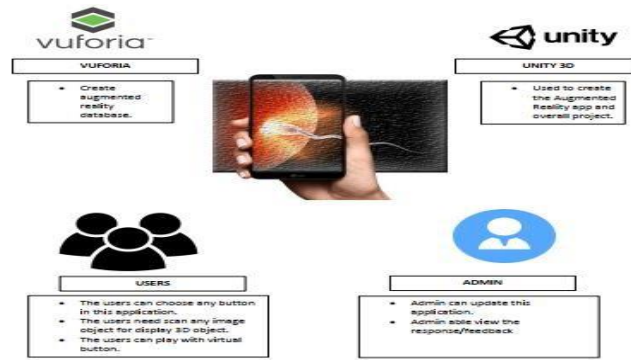 vuforia
unity
VUFORIA
UNITY 3D
• Create
augmented
reality
database.
• Used to create
the Augmented
Reality app and
overall project.
USERS
ADMIN
• The users can choose any button
in this application.
• The users need scan any image
object for display 3D object.
• The users can play with virtual
button.
• Admin can update this
application.
• Admin able view the
response/feedback